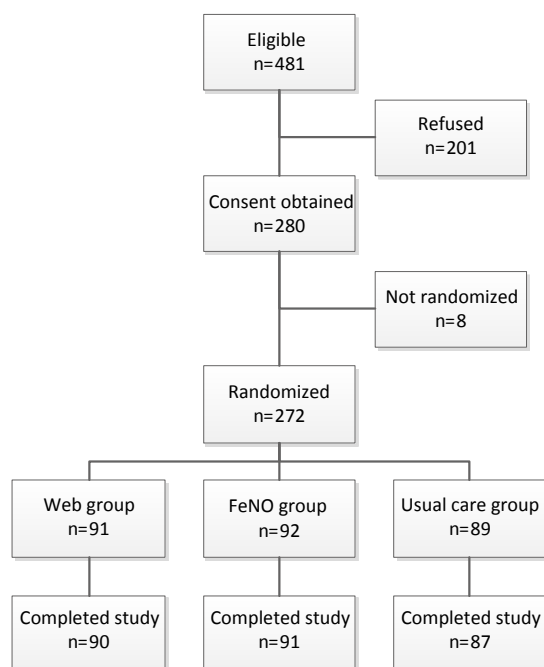 Eligible
n=481
Refused
n=201
Consent obtained
n=280
Not randomized
n=8
Randomized
n=272
Web group
n=91
FeNO group
n=92
Usual care group
n=89
Completed study
n=90
Completed study
n=91
Completed study
n=87